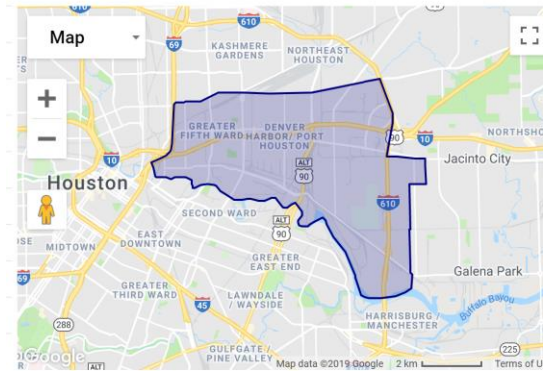 Map
90
610
610
69
KASHMERE
GARDENS
NORTHEAST
HOUSTON
+
−
GREATER
FIFTH WARD
DENVER
HARBOR/ PORT
HOUSTON
90
10
NORTHSHO
10
Jacinto City
ALT
90
Houston
610
SECOND WARD
ALT
90
EAST
DOWNTOWN
MIDTOWN
GREATER
EAST END
69
GREATER
THIRD WARD
Galena Park
LAWNDALE
/ WAYSIDE
45
Buffalo Bayou
288
HARRISBURG /
MANCHESTER
225
GULFGATE /
PINE VALLEY
Google
Map data ©2019 Google
2 km
Terms of U